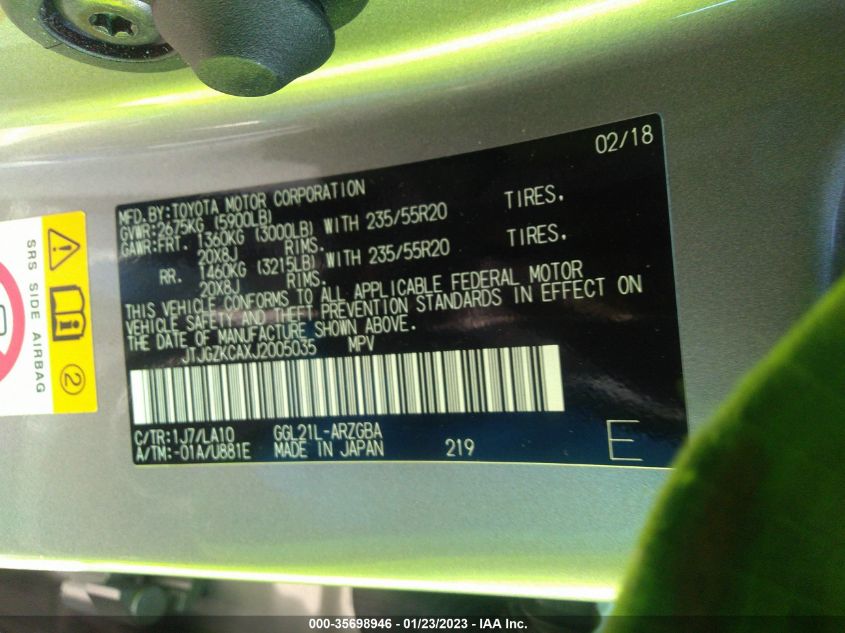 02/18
MFD.BY:TOYOTA MOTOR CORPORATION
GVWR:2675KG (5900LB)
GAWR:FRT. 1360KG (3000LB) WITH 235/55R20 TIRES.
20X8J RIMS.
RR. 1460KG (3215LB) WITH 235/55R20 TIRES.
20X8J RIMS.
THIS VEHICLE CONFORMS TO ALL APPLICABLE FEDERAL MOTOR
VEHICLE SAFETY AND THEFT PREVENTION STANDARDS IN EFFECT ON
THE DATE OF MANUFACTURE SHOWN ABOVE.
JTJGZKCAXJ2005035 MPV
C/TR:1J7/LA10 GGL21L-ARZGBA
A/TM:-01A/U881E MADE IN JAPAN 219 E
SRS SIDE AIRBAG
2
000-35698946 - 01/23/2023 - IAA Inc.